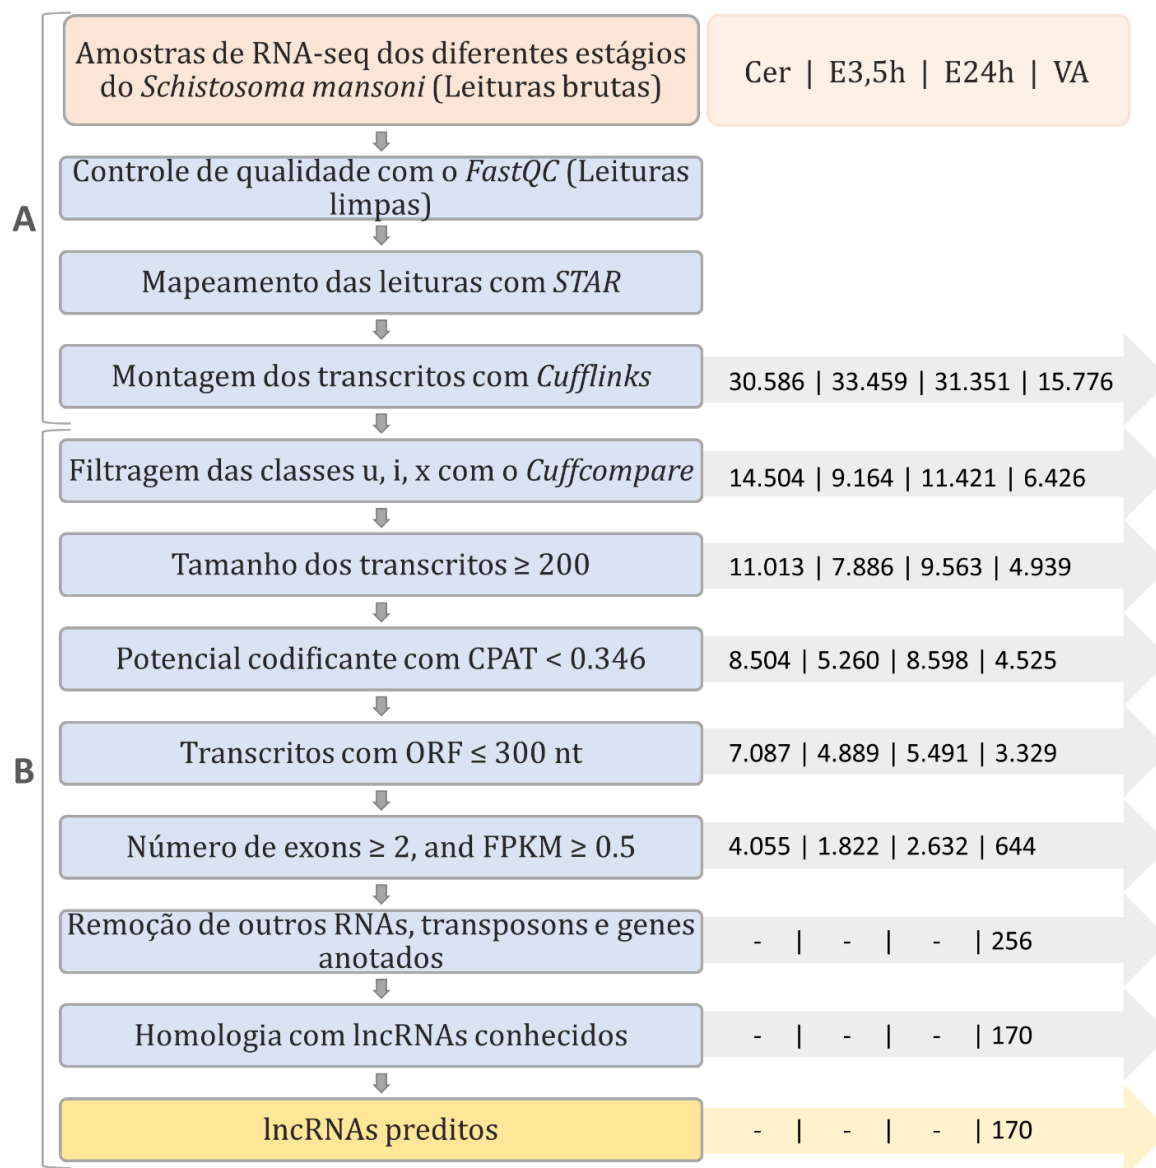 Amostras de RNA-seq dos diferentes estágios
do Schistosoma mansoni (Leituras brutas)
Cer | E3,5h | E24h | VA
Controle de qualidade com o FastQC (Leituras
limpas)
A
Mapeamento das leituras com STAR
Montagem dos transcritos com Cufflinks
30.586 | 33.459 | 31.351 | 15.776
Filtragem das classes u, i, x com o Cuffcompare
14.504 | 9.164 | 11.421 | 6.426
Tamanho dos transcritos ≥ 200
11.013 | 7.886 | 9.563 | 4.939
Potencial codificante com CPAT < 0.346
8.504 | 5.260 | 8.598 | 4.525
Transcritos com ORF ≤ 300 nt
7.087 | 4.889 | 5.491 | 3.329
B
Número de exons ≥ 2, and FPKM ≥ 0.5
4.055 | 1.822 | 2.632 | 644
Remoção de outros RNAs, transposons e genes
anotados
- | - | - | 256
Homologia com lncRNAs conhecidos
- | - | - | 170
lncRNAs preditos
- | - | - | 170